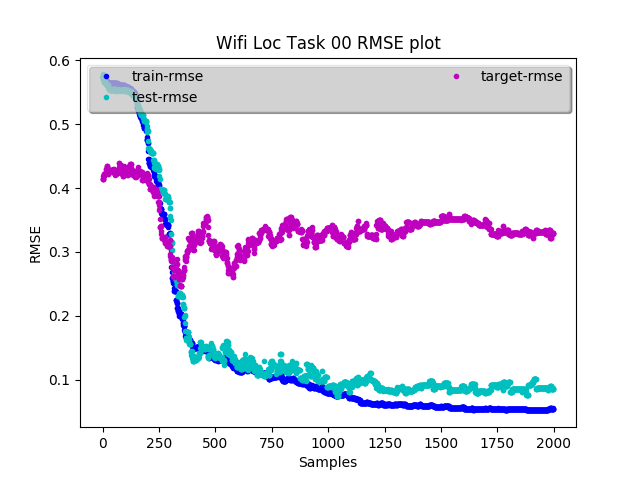 Wifi Loc Task 00 RMSE plot
train-rmse
test-rmse
target-rmse
RMSE
0.6
0.5
0.4
0.3
0.2
0.1
0 250 500 750 1000 1250 1500 1750 2000
Samples